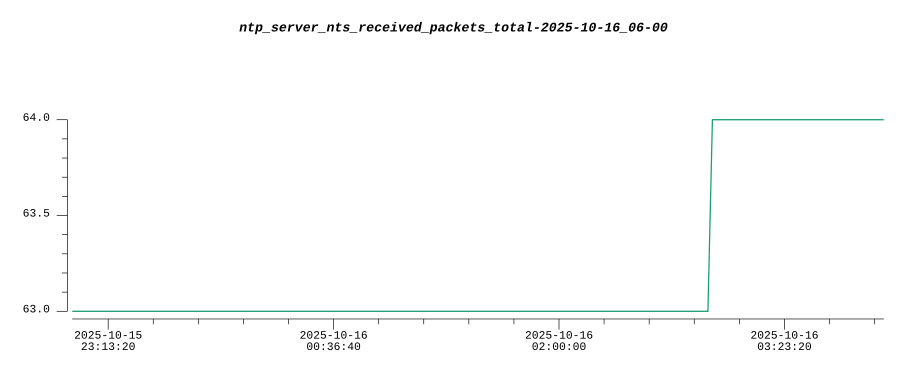 ntp_server_nts_received_packets_total-2025-10-16_06-00
64.0
63.5
63.0
2025-10-15 2025-10-16 2025-10-16 2025-10-16
23:13:20 00:36:40 02:00:00 03:23:20